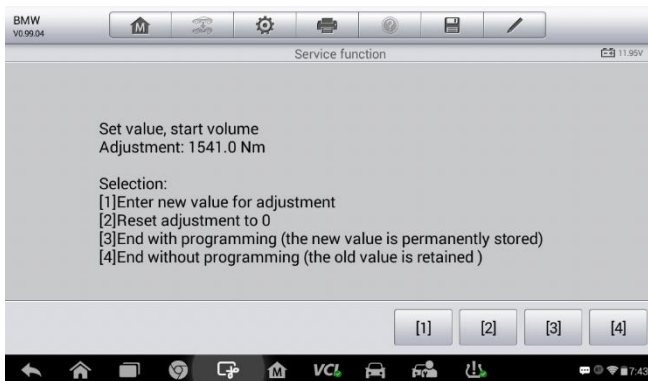 BMW
V0.99.04
M
Service function
11.95V
Set value, start volume
Adjustment: 1541.0 Nm
Selection:
[1]Enter new value for adjustment
[2]Reset adjustment to 0
[3]End with programming (the new value is permanently stored)
[4]End without programming (the old value is retained )
[1] [2] [3] [4]
M VCI 7:43